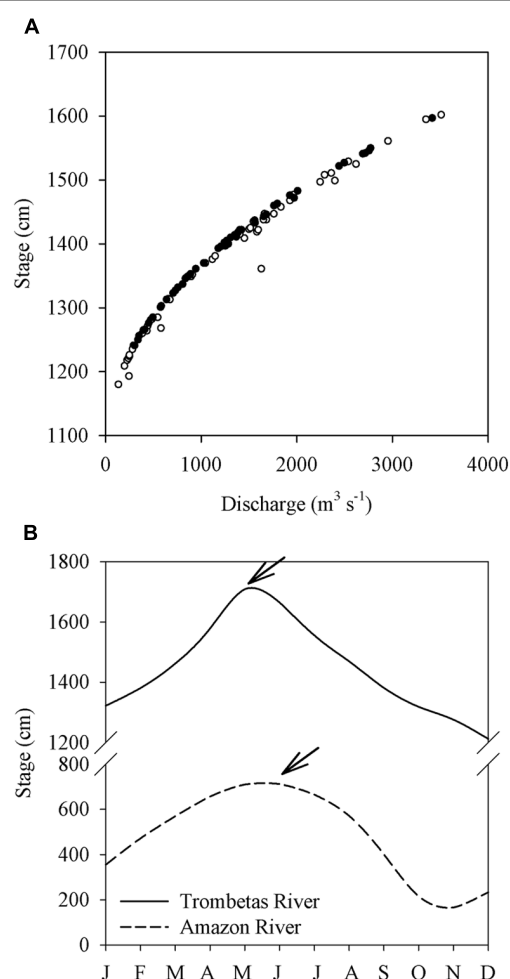 A
1700
1600
1500
1400
1300
1200
1100
Stage (cm)
0 1000 2000 3000 4000
Discharge (m³ s⁻¹)
B
1800
1600
1400
1200
800
600
400
200
0
Stage (cm)
Trombetas River
Amazon River
J F M A M J J A S O N D